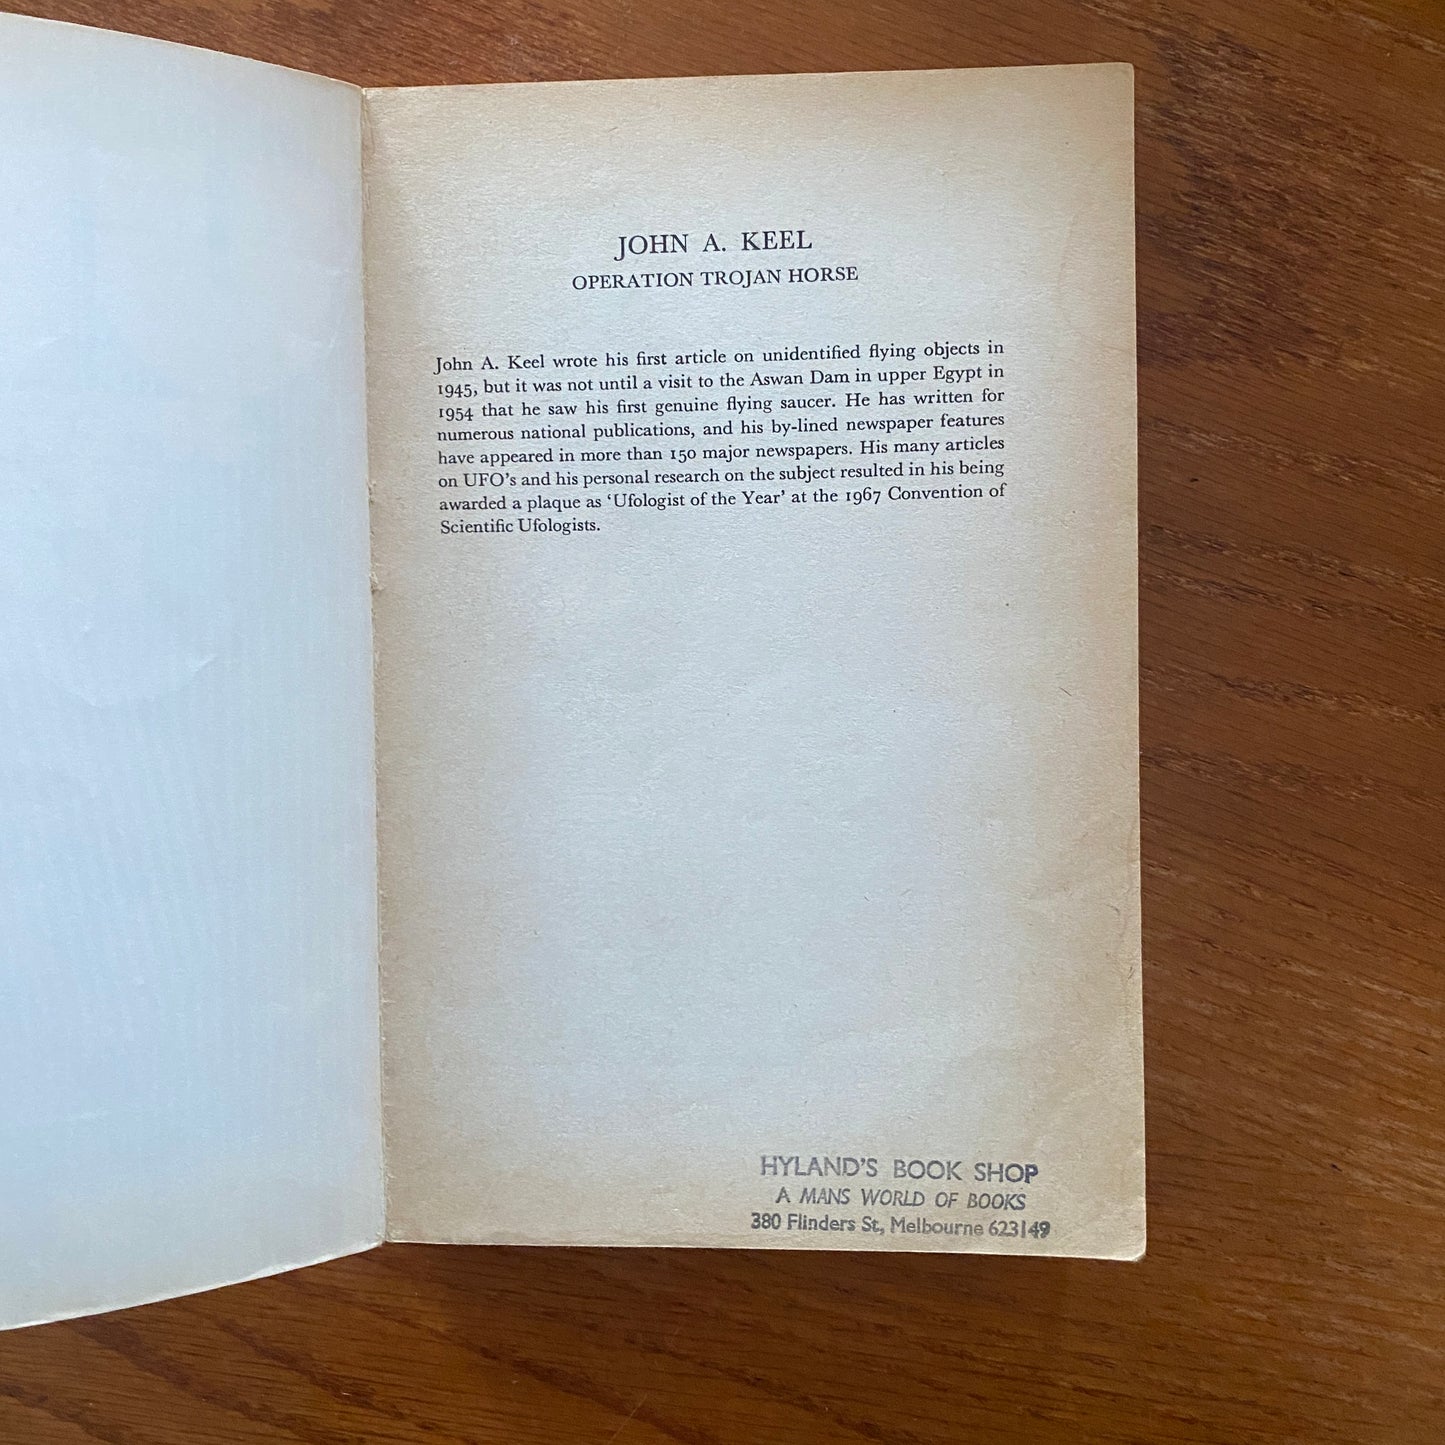 JOHN A. KEEL
OPERATION TROJAN HORSE
John A. Keel wrote his first article on unidentified flying objects in
1945, but it was not until a visit to the Aswan Dam in upper Egypt in
1954 that he saw his first genuine flying saucer. He has written for
numerous national publications, and his by-lined newspaper features
have appeared in more than 150 major newspapers. His many articles
on UFO's and his personal research on the subject resulted in his being
awarded a plaque as 'Ufologist of the Year' at the 1967 Convention of
Scientific Ufologists.
HYLAND'S BOOK SHOP
A MANS WORLD OF BOOKS
380 Flinders St, Melbourne 623149